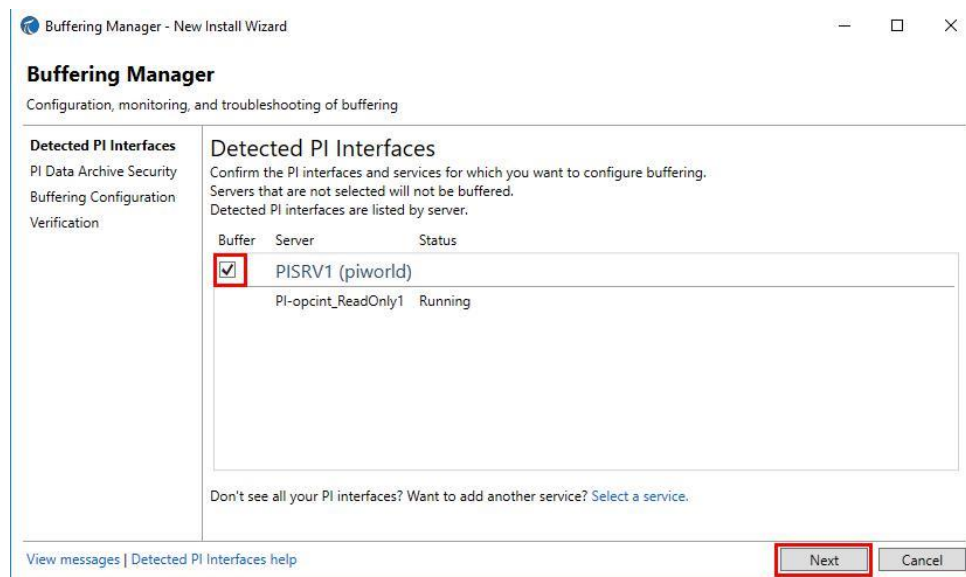 Buffering Manager - New Install Wizard
Buffering Manager
Configuration, monitoring, and troubleshooting of buffering
Detected PI Interfaces
PI Data Archive Security
Buffering Configuration
Verification
Detected PI Interfaces
Confirm the PI interfaces and services for which you want to configure buffering.
Servers that are not selected will not be buffered.
Detected PI interfaces are listed by server.
Buffer Server Status
PISRV1 (piworld)
PI-opcint_ReadOnly1 Running
Don't see all your PI interfaces? Want to add another service? Select a service.
View messages | Detected PI Interfaces help
Next Cancel